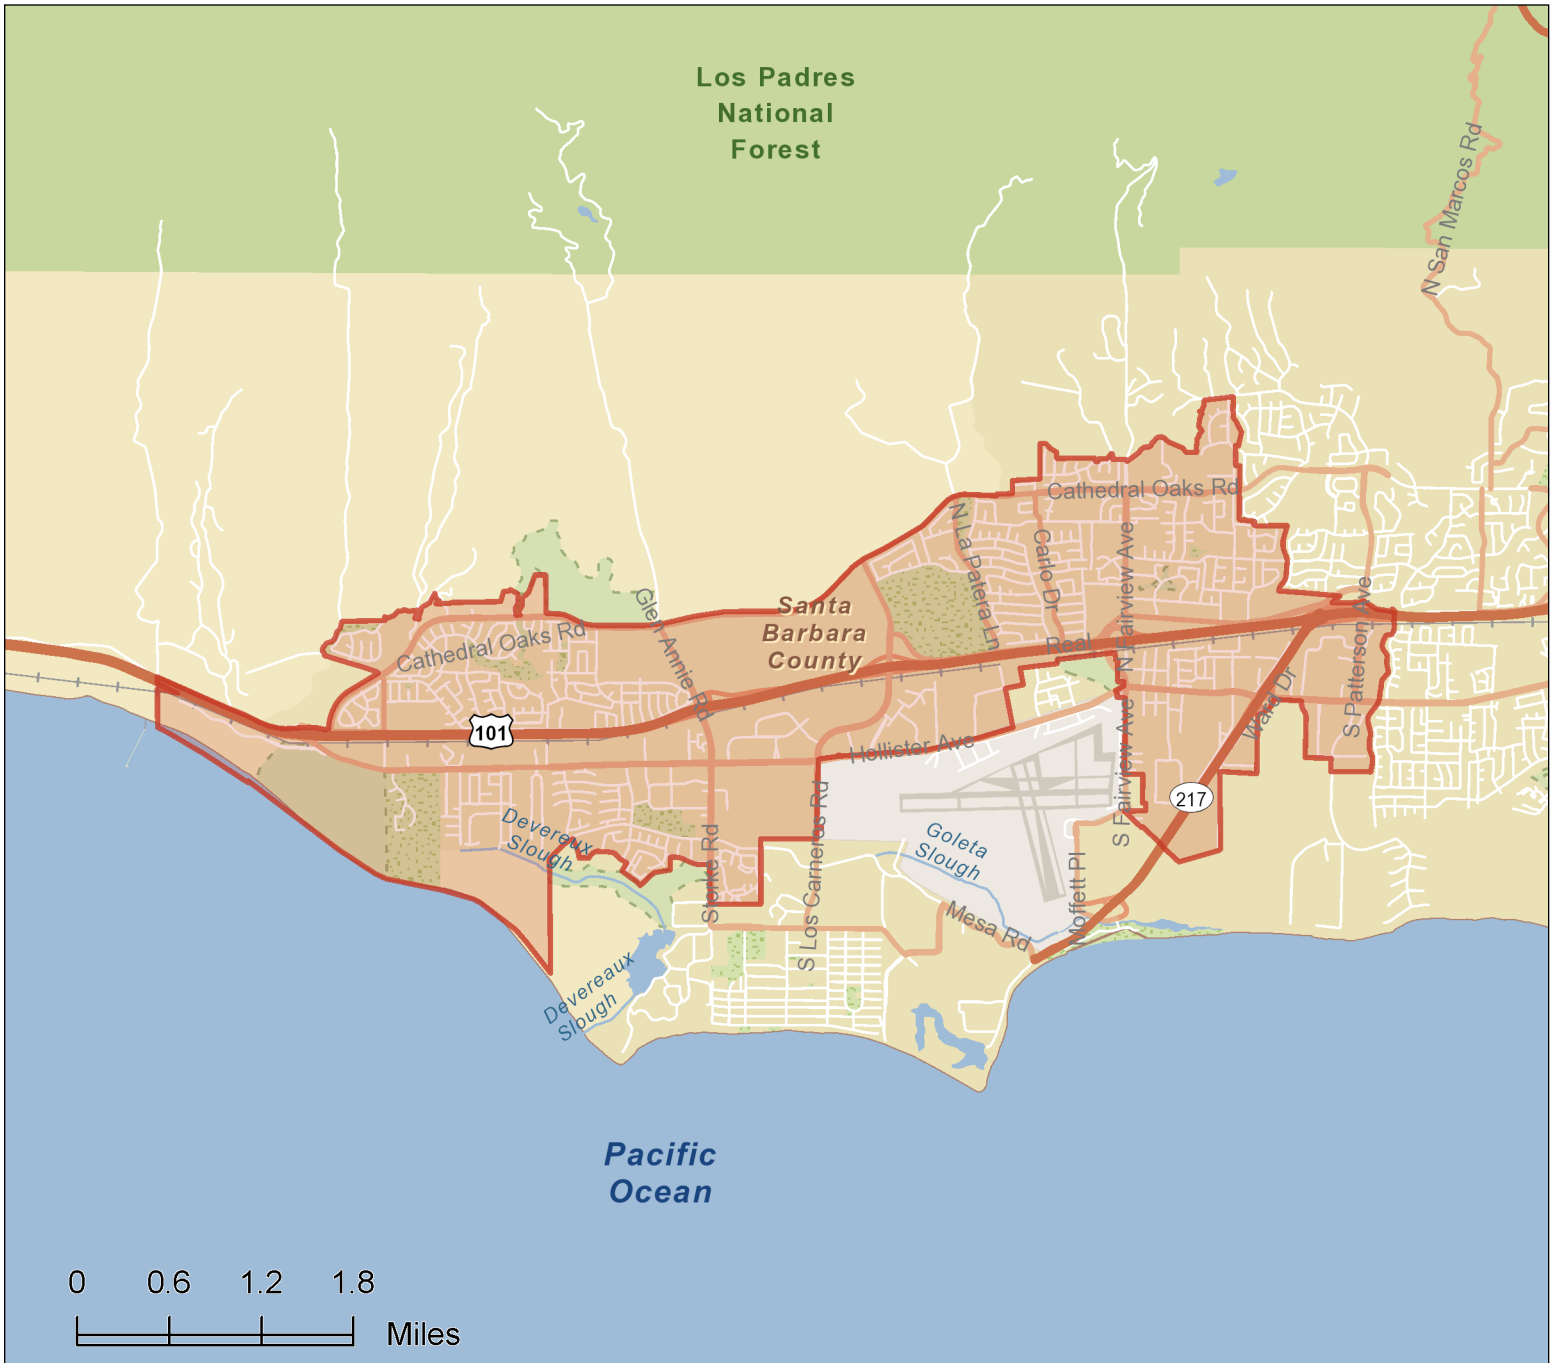 Los Padres
National
Forest
N San Marcos Rd
Cathedral Oaks Rd
N La Patera Ln
Carlo Dr
N Fairview Ave
Glen Annie Rd
Santa
Barbara
County
Cathedral Oaks Rd
Real
S Patterson Ave
Ward Dr
101
Hollister Ave
S Fairview Ave
217
Devereux
Slough
Storke Rd
S Los Carneros Rd
Goleta
Slough
Moffett Pl
Mesa Rd
Devereaux
Slough
Pacific
Ocean
0 0.6 1.2 1.8
Miles